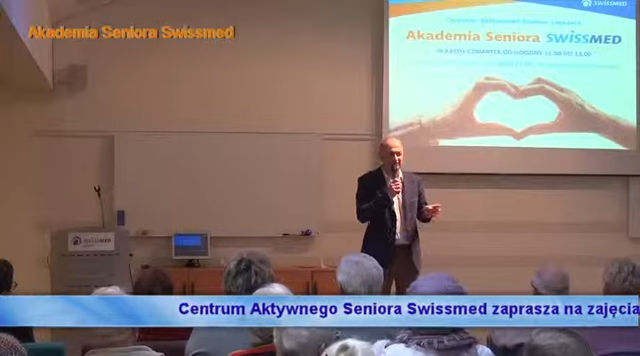 Akademia Seniora Swissmed
Akademia Seniora SWISSMED
W KAŻDY CZWARTEK OD GODZINY 11.00 DO 13.00
SWISSMED
SWISSMED
Centrum Aktywnego Seniora Swissmed zaprasza na zajęcia